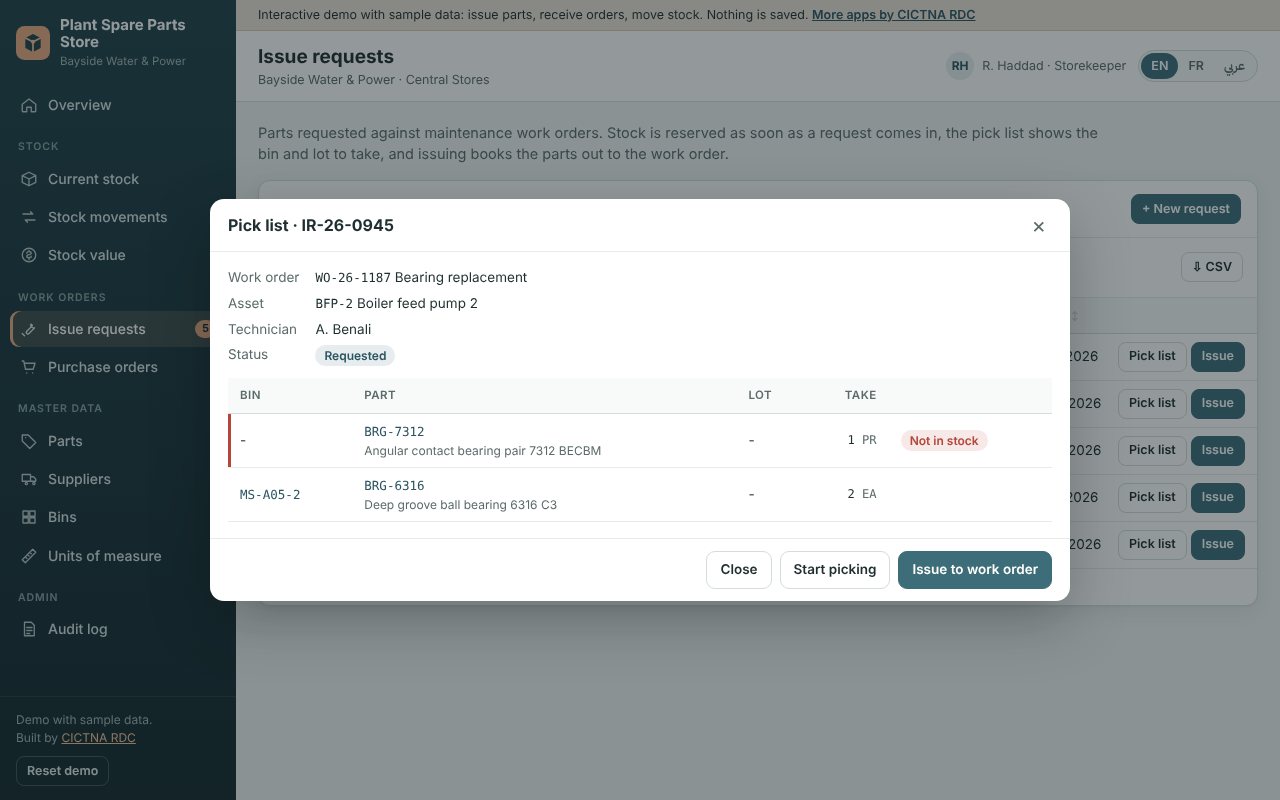 Plant Spare Parts
Store
Bayside Water & Power
Overview
STOCK
Current stock
Stock movements
Stock value
WORK ORDERS
Issue requests 5
Purchase orders
MASTER DATA
Parts
Suppliers
Bins
Units of measure
ADMIN
Audit log
Demo with sample data.
Built by CICTNA RDC
Reset demo
Interactive demo with sample data: issue parts, receive orders, move stock. Nothing is saved. More apps by CICTNA RDC
Issue requests
Bayside Water & Power · Central Stores
RH R. Haddad · Storekeeper EN FR عربي
Parts requested against maintenance work orders. Stock is reserved as soon as a request comes in, the pick list shows the
bin and lot to take, and issuing books the parts out to the work order.
+ New request
⇩ CSV
2026 Pick list Issue
2026 Pick list Issue
2026 Pick list Issue
2026 Pick list Issue
2026 Pick list Issue
Pick list · IR-26-0945 ✕
Work order WO-26-1187 Bearing replacement
Asset BFP-2 Boiler feed pump 2
Technician A. Benali
Status Requested
BIN PART LOT TAKE
- BRG-7312 - 1 PR Not in stock
Angular contact bearing pair 7312 BECBM
MS-A05-2 BRG-6316 - 2 EA
Deep groove ball bearing 6316 C3
Close Start picking Issue to work order